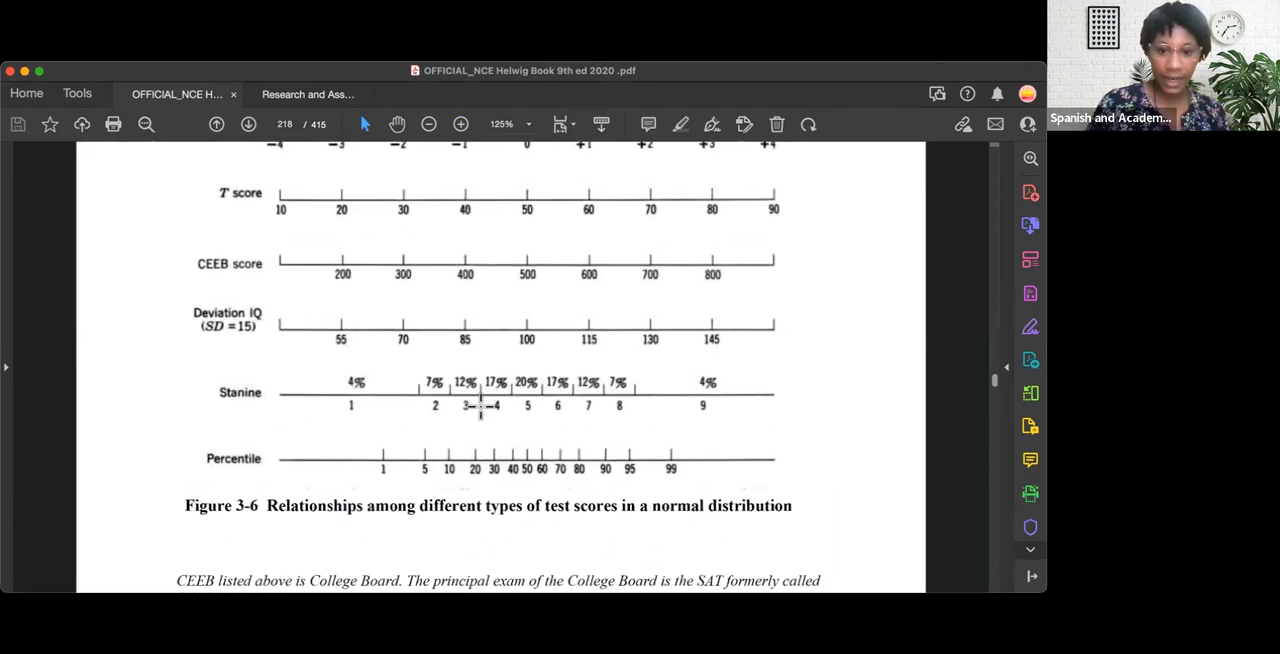 OFFICIAL_NCE Helwig Book 9th ed 2020 .pdf
Home Tools OFFICIAL_NCE H... × Research and Ass...
218 / 415 125%
Spanish and Academ...
−4 −3 −2 −1 0 +1 +2 +3 +4
T score
10 20 30 40 50 60 70 80 90
CEEB score
200 300 400 500 600 700 800
Deviation IQ
(SD = 15)
55 70 85 100 115 130 145
4% 7% 12% 17% 20% 17% 12% 7% 4%
Stanine
1 2 3 4 5 6 7 8 9
Percentile
1 5 10 20 30 40 50 60 70 80 90 95 99
Figure 3-6 Relationships among different types of test scores in a normal distribution
CEEB listed above is College Board. The principal exam of the College Board is the SAT formerly called